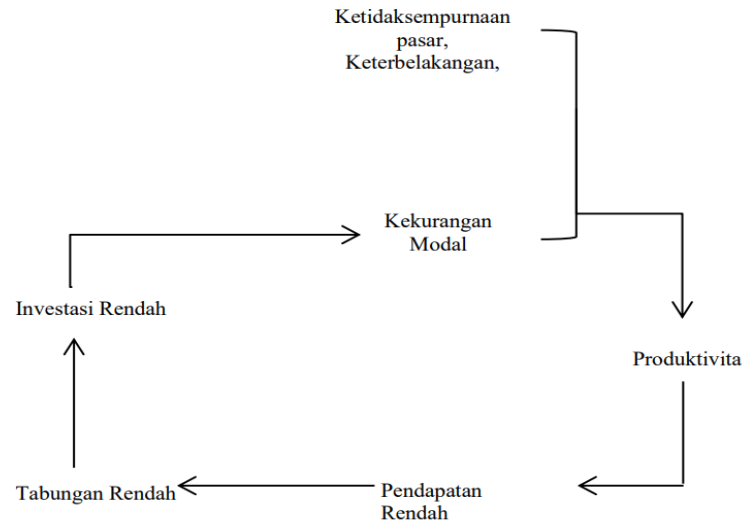 Ketidaksempurnaan
pasar,
Keterbelakangan,
Kekurangan
Modal
Investasi Rendah
Produktivita
Tabungan Rendah
Pendapatan
Rendah